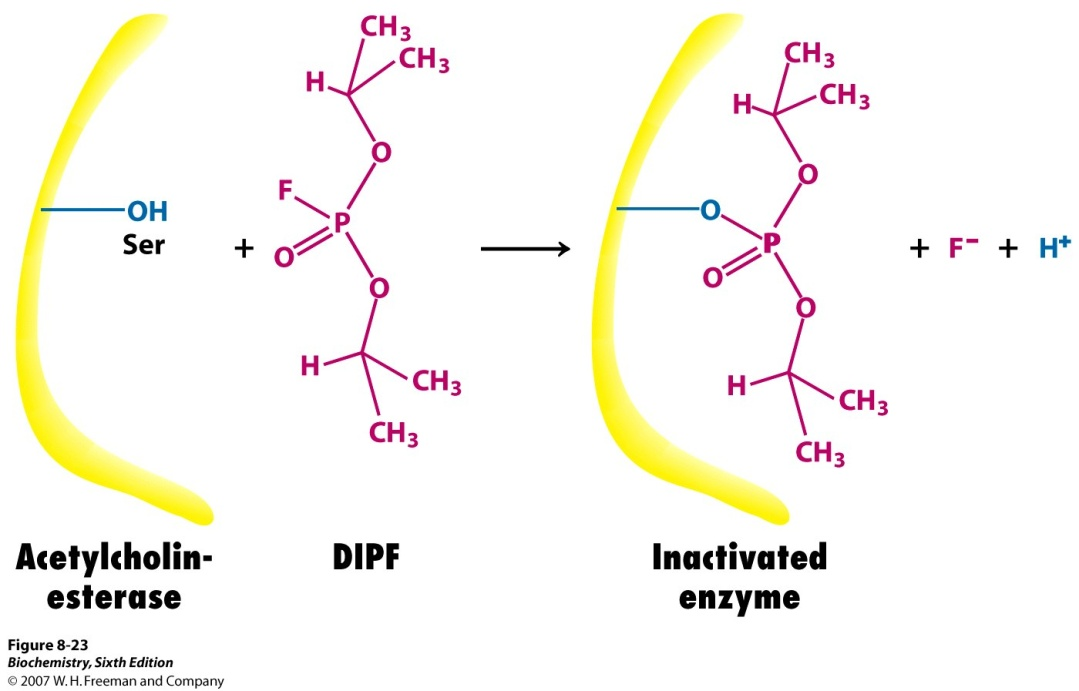 CH₃
CH₃
H
O
F
P
O
O
H
CH₃
CH₃
OH
Ser
+
CH₃
CH₃
H
O
O
P
O
O
H
CH₃
CH₃
+ F⁻ + H⁺
Acetylcholin-
esterase
DIPF
Inactivated
enzyme
Figure 8-23
Biochemistry, Sixth Edition
© 2007 W. H. Freeman and Company